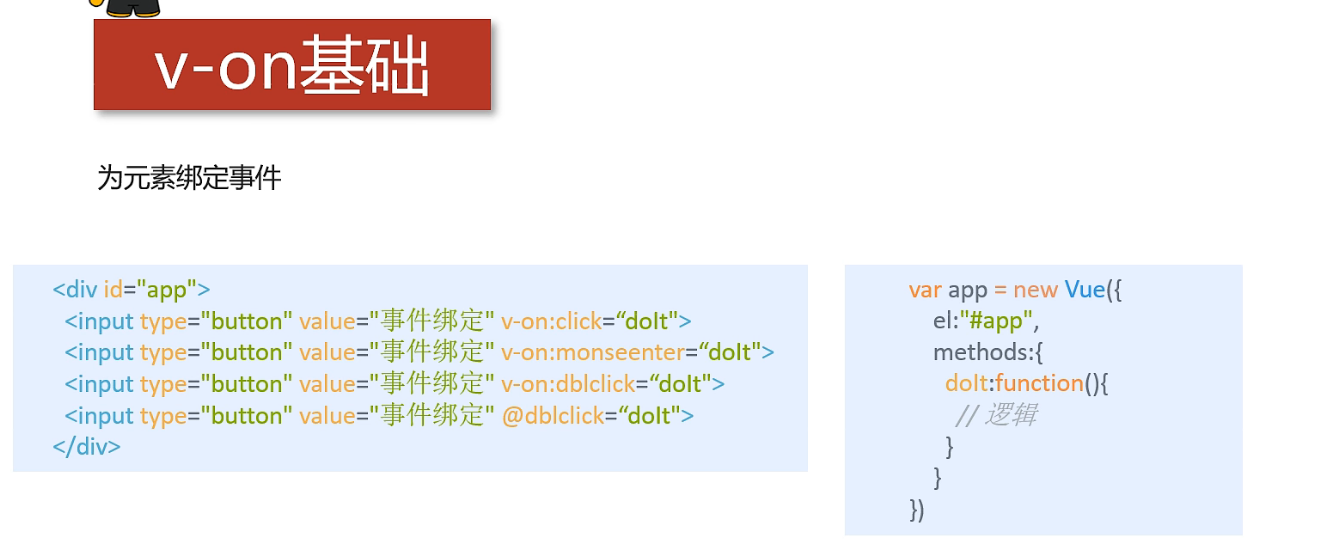 v-on基础
为元素绑定事件
<div id="app">
<input type="button" value="事件绑定" v-on:click=“doIt">
<input type="button" value="事件绑定" v-on:monseenter=“doIt">
<input type="button" value="事件绑定" v-on:dblclick=“doIt">
<input type="button" value="事件绑定" @dblclick=“doIt">
</div>
var app = new Vue({
el:"#app",
methods:{
doIt:function(){
// 逻辑
}
}
})